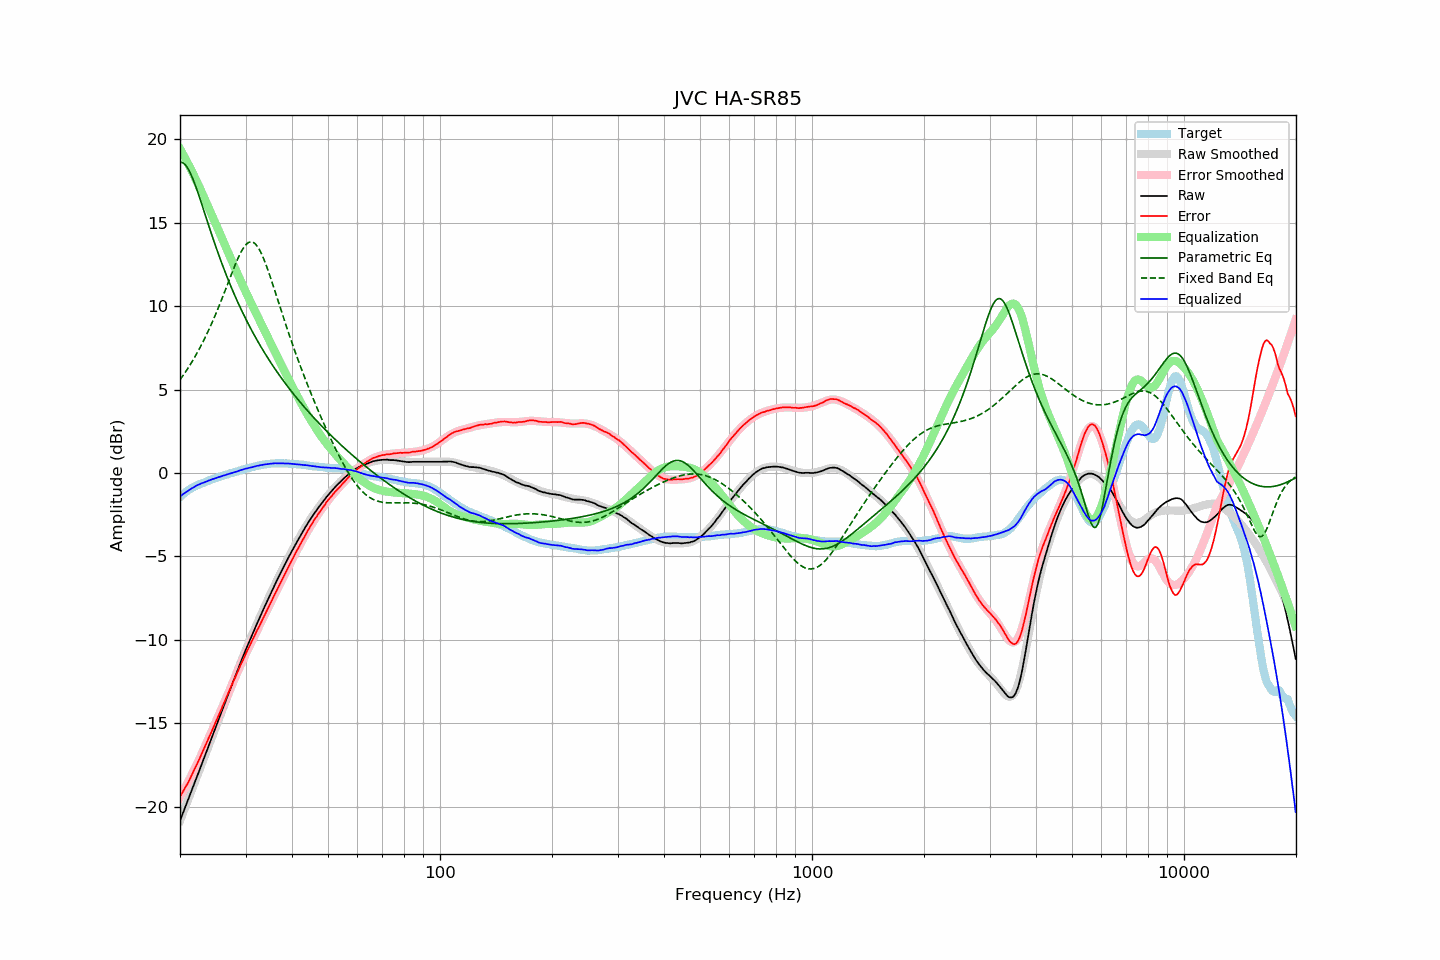 JVC HA-SR85
Target
Raw Smoothed
Error Smoothed
Raw
Error
Equalization
Parametric Eq
Fixed Band Eq
Equalized
20
15
10
5
0
−5
−10
−15
−20
Amplitude (dBr)
100
1000
10000
Frequency (Hz)